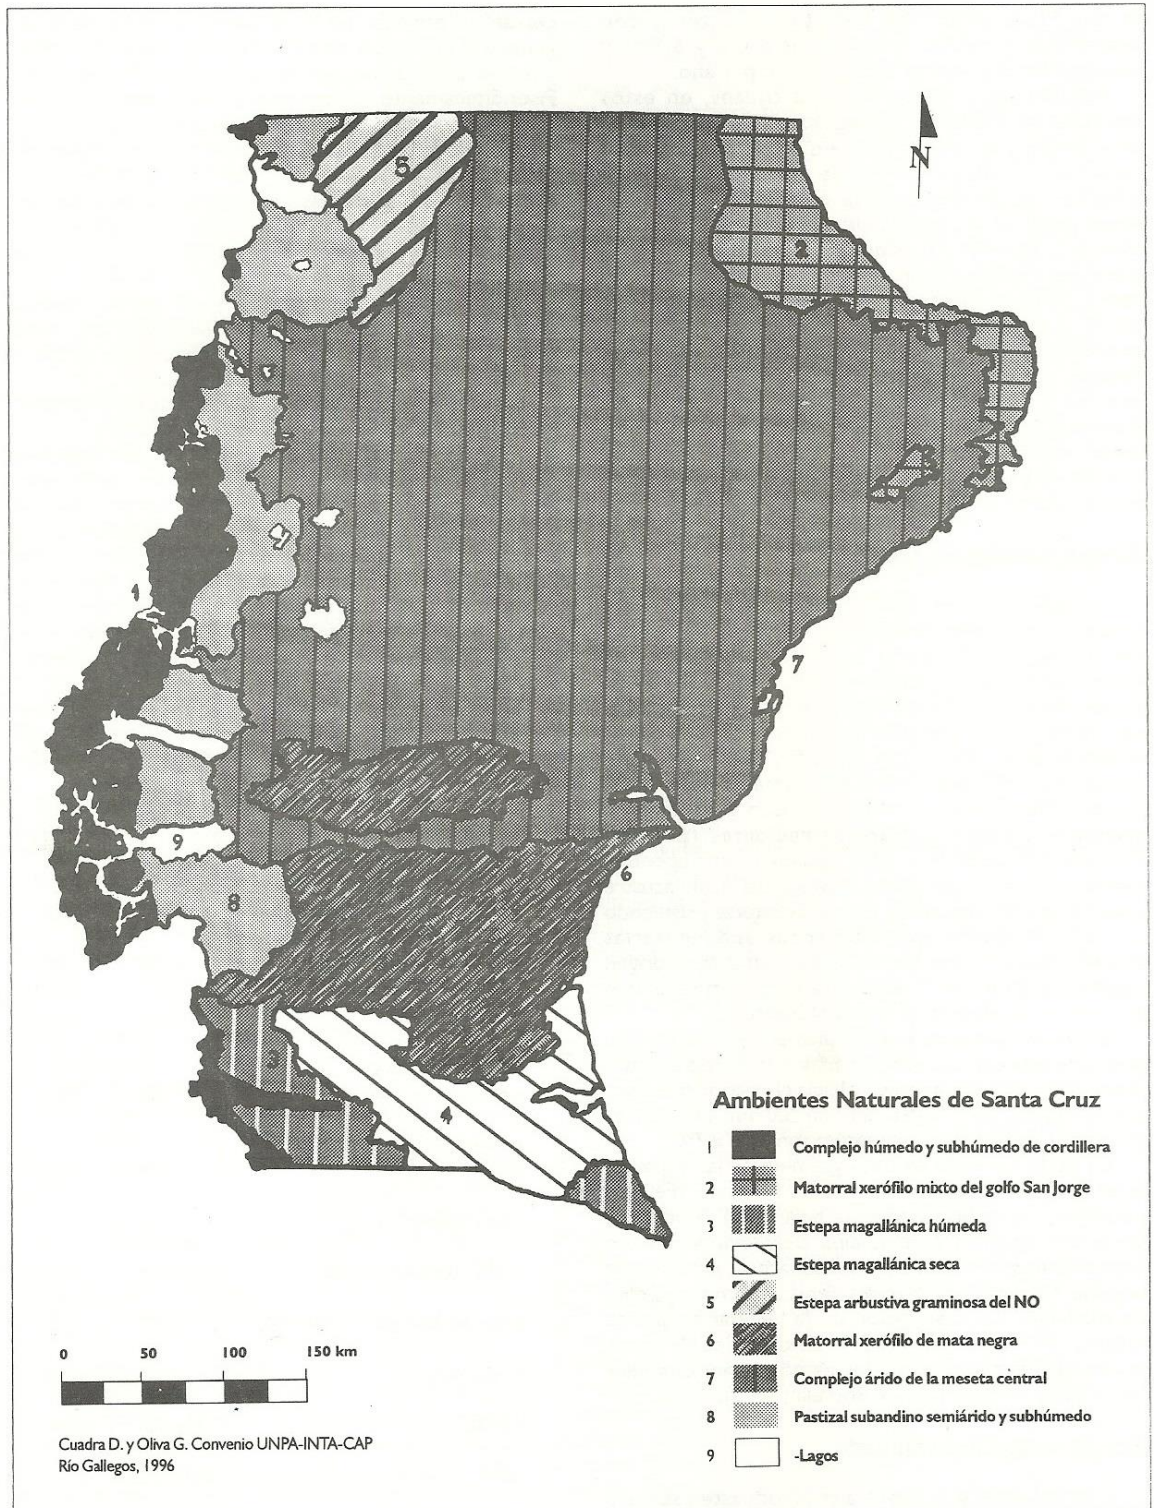 N
5
2
1
7
9
6
8
3
4
Ambientes Naturales de Santa Cruz
1 Complejo húmedo y subhúmedo de cordillera
2 Matorral xerófilo mixto del golfo San Jorge
3 Estepa magallánica húmeda
4 Estepa magallánica seca
5 Estepa arbustiva graminosa del NO
6 Matorral xerófilo de mata negra
7 Complejo árido de la meseta central
8 Pastizal subandino semiárido y subhúmedo
9 -Lagos
0 50 100 150 km
Cuadra D. y Oliva G. Convenio UNPA-INTA-CAP
Río Gallegos, 1996